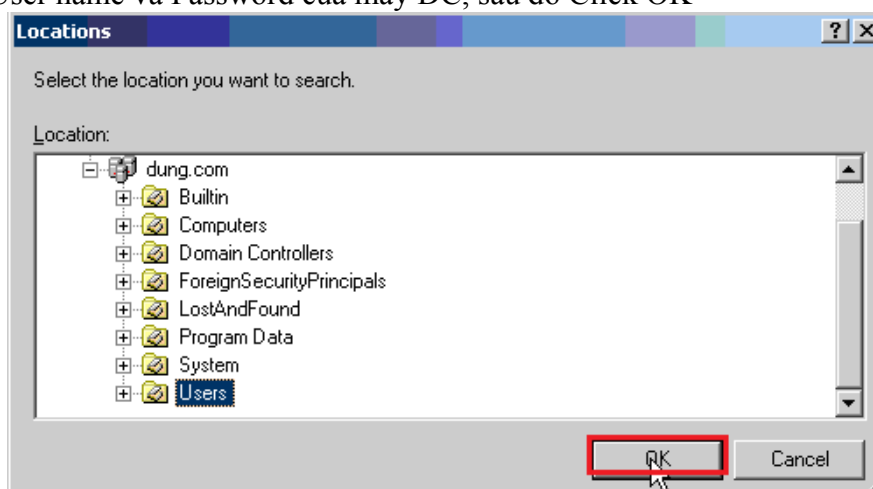 User name và Password của máy DC, sau đó Click OK
Locations
Select the location you want to search.
Location:
dung.com
Builtin
Computers
Domain Controllers
ForeignSecurityPrincipals
LostAndFound
Program Data
System
Users
OK Cancel